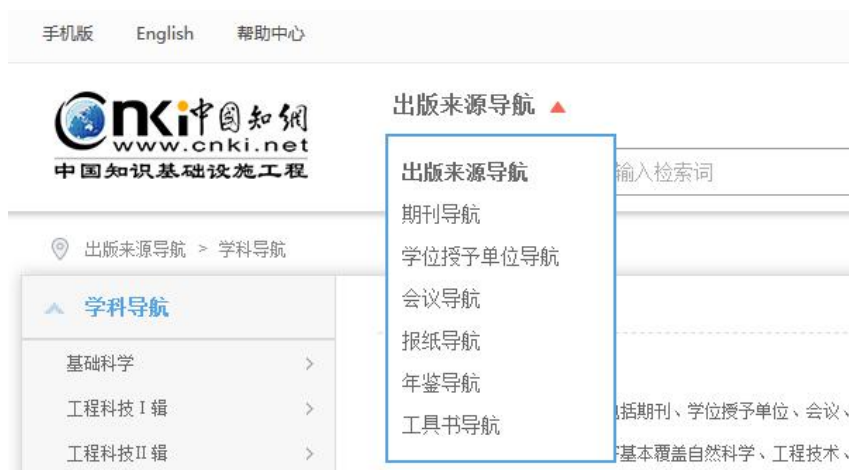 手机版 English 帮助中心
cnki中国知网
www.cnki.net
中国知识基础设施工程
出版来源导航
出版来源导航
输入检索词
期刊导航
学位授予单位导航
会议导航
报纸导航
年鉴导航
工具书导航
出版来源导航 > 学科导航
学科导航
基础科学
工程科技Ⅰ辑
工程科技Ⅱ辑
括期刊、学位授予单位、会议、
基本覆盖自然科学、工程技术、